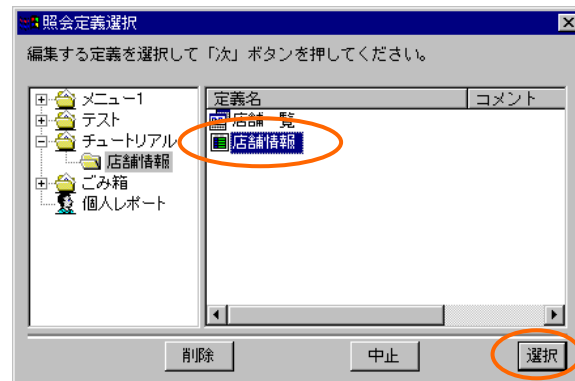 照会定義選択
編集する定義を選択して「次」ボタンを押してください。
メニュー1
テスト
チュートリアル
店舗情報
ごみ箱
個人レポート
定義名 コメント
店舗一覧
店舗情報
削除 中止 選択